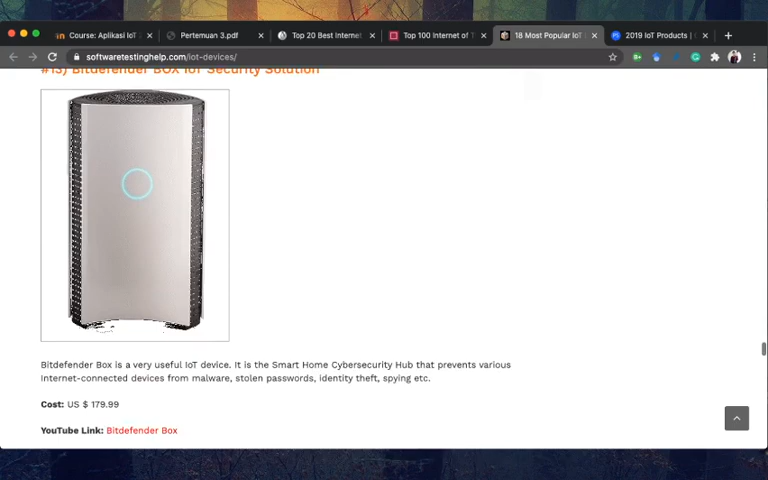 Course: Aplikasi IoT
Pertemuan 3.pdf
Top 20 Best Internet
Top 100 Internet of T
18 Most Popular IoT
2019 IoT Products |
softwaretestinghelp.com/iot-devices/
#13) Bitdefender BOX IoT Security Solution
Bitdefender Box is a very useful IoT device. It is the Smart Home Cybersecurity Hub that prevents various
Internet-connected devices from malware, stolen passwords, identity theft, spying etc.
Cost: US $ 179.99
YouTube Link: Bitdefender Box